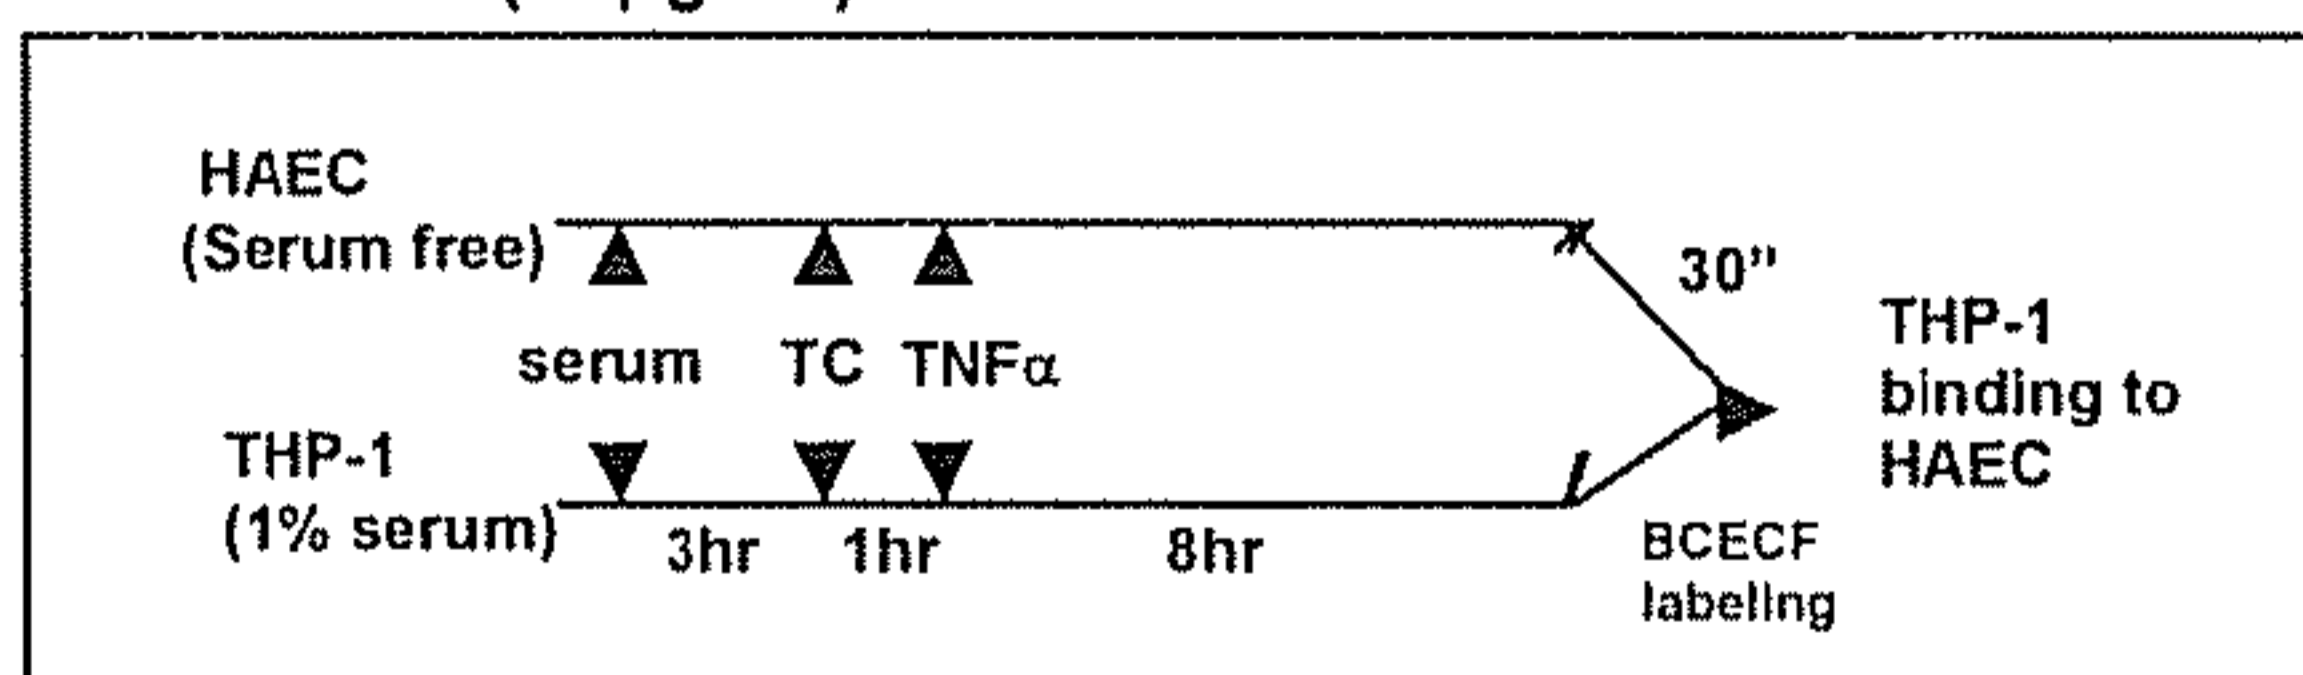 HAEC
(Serum free)
30"
serum TC TNFα
THP-1
binding to
HAEC
THP-1
(1% serum)
3hr 1hr 8hr
BCECF
labeling